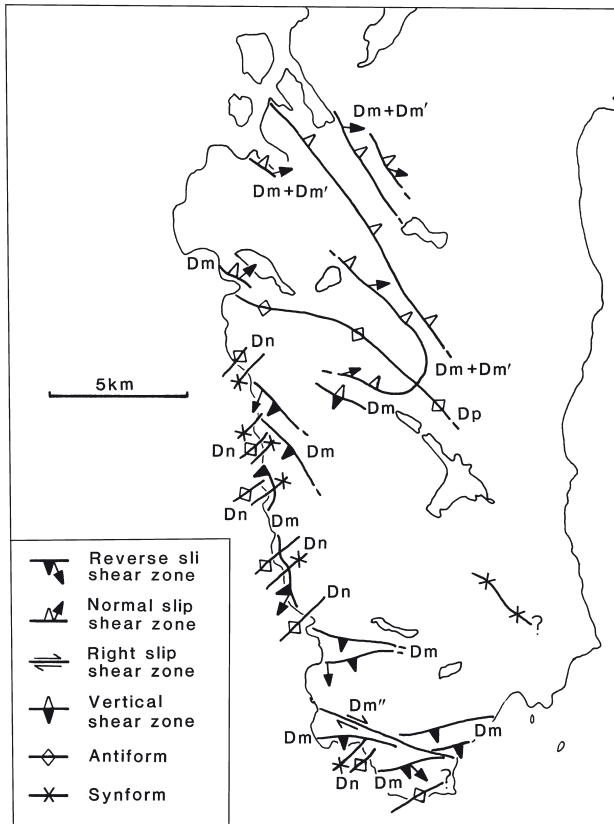 Dm+Dm'
Dm+Dm'
Dm
Dn
Dm+Dm'
5km
Dm
Dp
Dn
Dm
Dn
Dm
Dn
Dn
Dm
Dm"
Dm
Dm
Dn
Dm
?
?
Reverse sli
shear zone
Normal slip
shear zone
Right slip
shear zone
Vertical
shear zone
Antiform
Synform